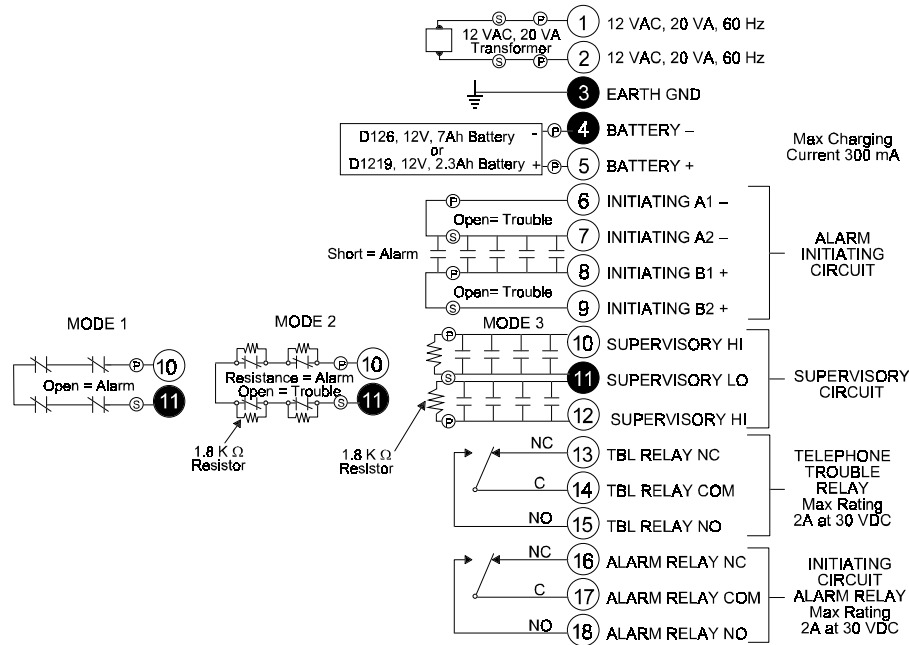 S P 1 12 VAC, 20 VA, 60 Hz
12 VAC, 20 VA
Transformer
S P 2 12 VAC, 20 VA, 60 Hz
3 EARTH GND
D126, 12V, 7Ah Battery - P 4 BATTERY –
or
D1219, 12V, 2.3Ah Battery + P 5 BATTERY +
Max Charging
Current 300 mA
P 6 INITIATING A1 –
Open= Trouble
S 7 INITIATING A2 –
Short = Alarm
P 8 INITIATING B1 +
Open= Trouble
S 9 INITIATING B2 +
ALARM
INITIATING
CIRCUIT
MODE 1
P 10
Open = Alarm
S 11
MODE 2
P 10
Resistance = Alarm
Open = Trouble
S 11
1.8 K Ω
Resistor
MODE 3
P 10 SUPERVISORY HI
S 11 SUPERVISORY LO
P 12 SUPERVISORY HI
1.8 K Ω
Resistor
SUPERVISORY
CIRCUIT
NC 13 TBL RELAY NC
C 14 TBL RELAY COM
NO 15 TBL RELAY NO
TELEPHONE
TROUBLE
RELAY
Max Rating
2A at 30 VDC
NC 16 ALARM RELAY NC
C 17 ALARM RELAY COM
NO 18 ALARM RELAY NO
INITIATING
CIRCUIT
ALARM RELAY
Max Rating
2A at 30 VDC